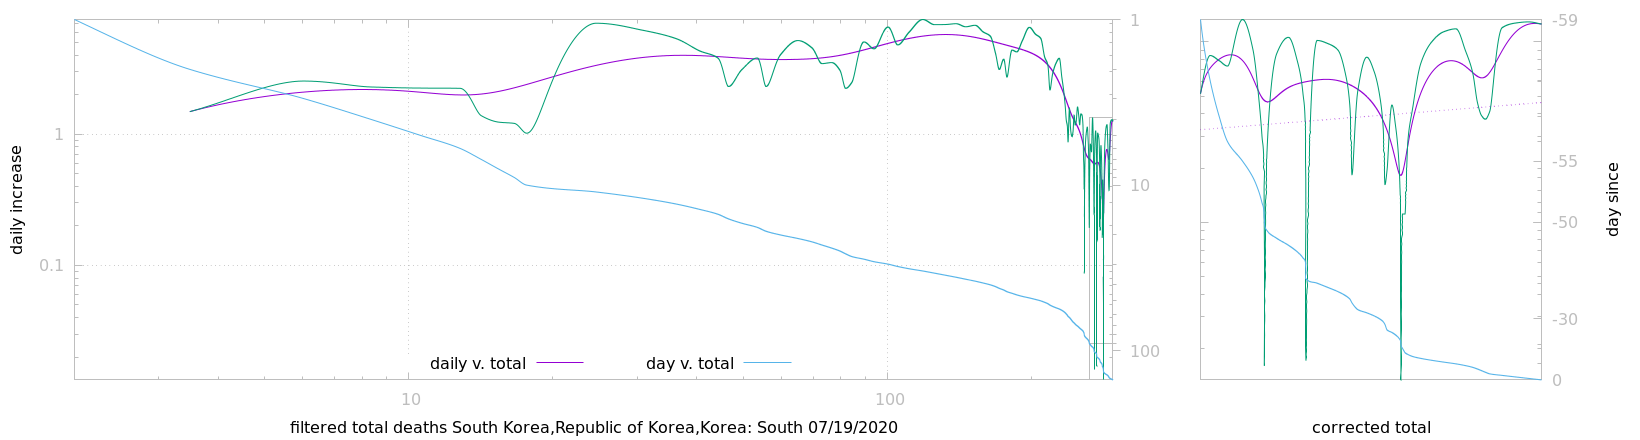 daily increase
1
0.1
10
100
1
10
100
daily v. total
day v. total
filtered total deaths South Korea,Republic of Korea,Korea: South 07/19/2020
-59
-55
-50
-30
0
day since
corrected total